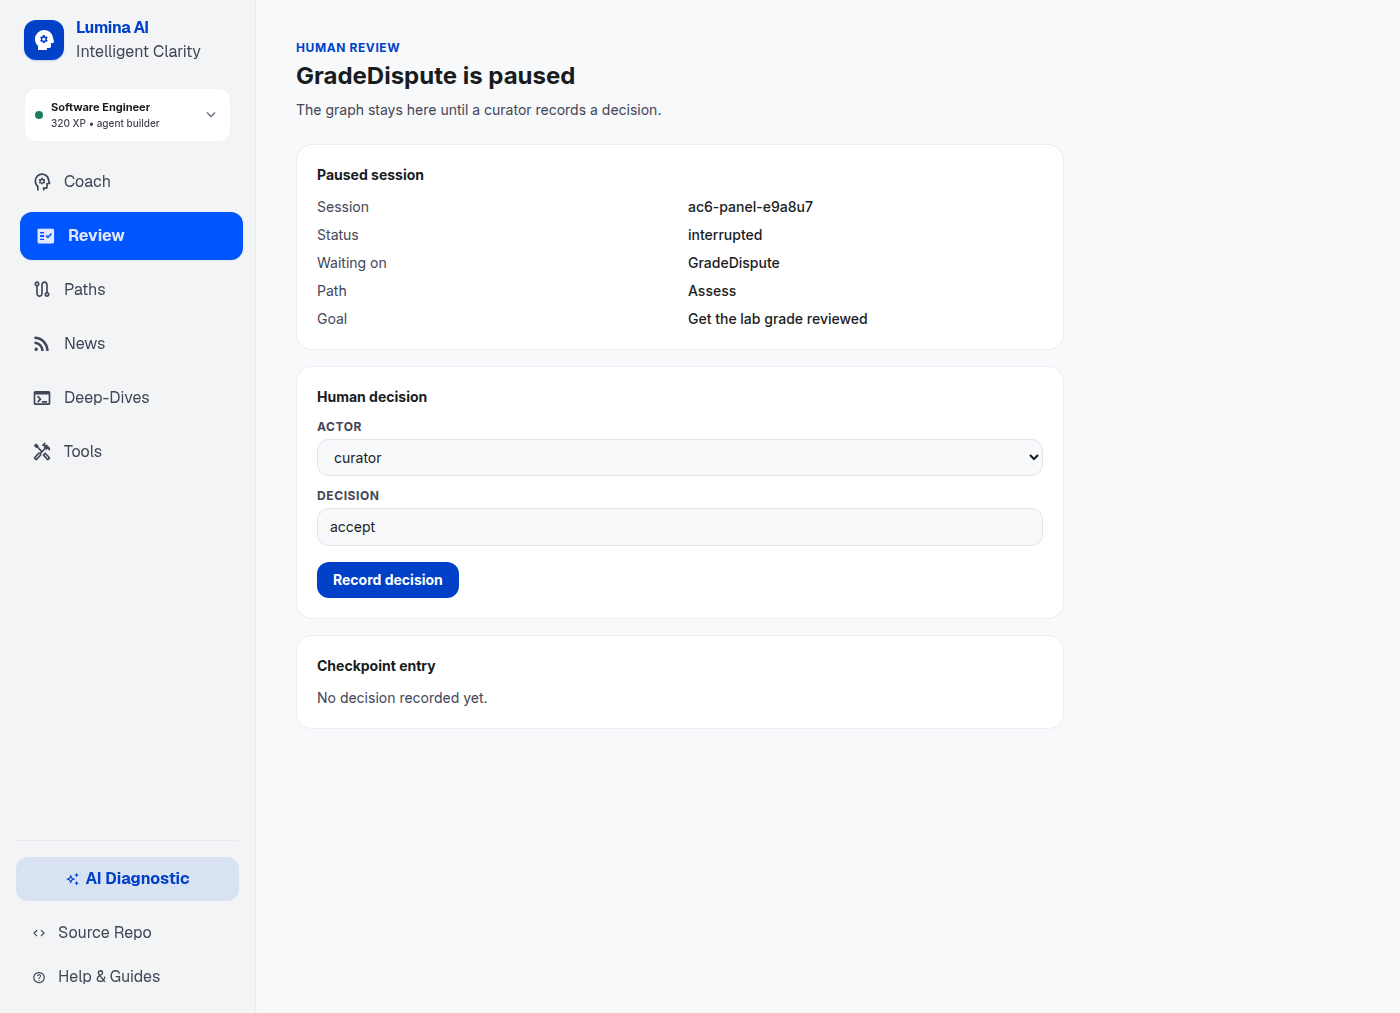 Lumina AI
Intelligent Clarity
Software Engineer
320 XP • agent builder
Coach
Review
Paths
News
Deep-Dives
Tools
AI Diagnostic
Source Repo
Help & Guides
HUMAN REVIEW
GradeDispute is paused
The graph stays here until a curator records a decision.
Paused session
Session ac6-panel-e9a8u7
Status interrupted
Waiting on GradeDispute
Path Assess
Goal Get the lab grade reviewed
Human decision
ACTOR
curator
DECISION
accept
Record decision
Checkpoint entry
No decision recorded yet.